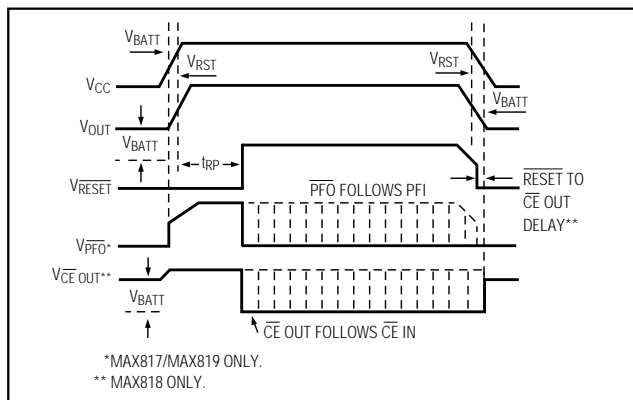 VBATT
VRST
VRST
VCC
VBATT
VOUT
VBATT
tRP
VRESET
RESET TO
CE OUT
DELAY**
PFO FOLLOWS PFI
VPFO*
VCE OUT**
VBATT
CE OUT FOLLOWS CE IN
*MAX817/MAX819 ONLY.
** MAX818 ONLY.